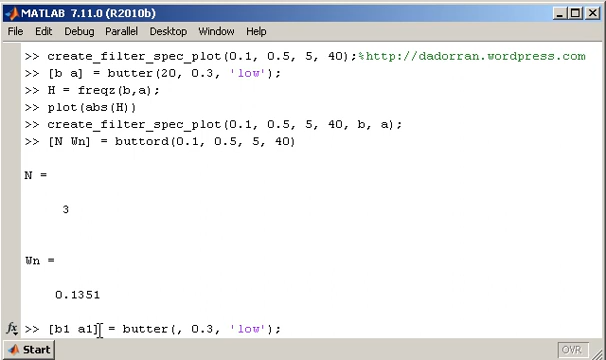 MATLAB 7.11.0 (R2010b)
File Edit Debug Parallel Desktop Window Help
>> create_filter_spec_plot(0.1, 0.5, 5, 40);%http://dadorran.wordpress.com
>> [b a] = butter(20, 0.3, 'low');
>> H = freqz(b,a);
>> plot(abs(H))
>> create_filter_spec_plot(0.1, 0.5, 5, 40, b, a);
>> [N Wn] = buttord(0.1, 0.5, 5, 40)
N =
3
Wn =
0.1351
fx >> [b1 a1] = butter(, 0.3, 'low');
Start OVR